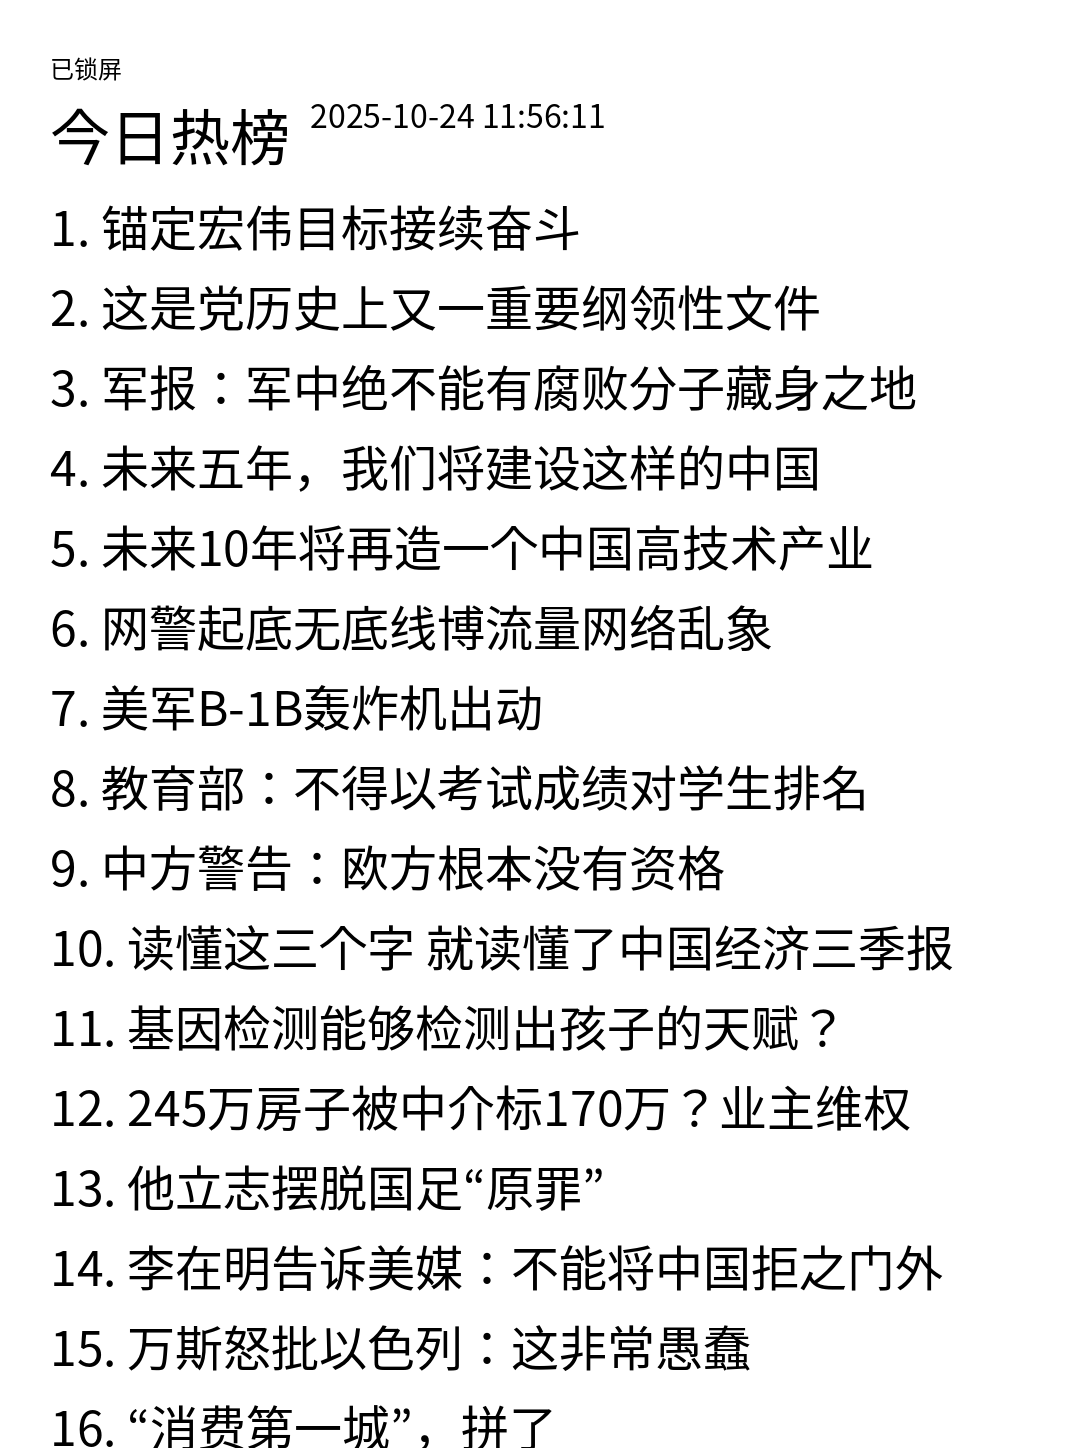 已锁屏
今日热榜 2025-10-24 11:56:11
1. 锚定宏伟目标接续奋斗
2. 这是党历史上又一重要纲领性文件
3. 军报：军中绝不能有腐败分子藏身之地
4. 未来五年，我们将建设这样的中国
5. 未来10年将再造一个中国高技术产业
6. 网警起底无底线博流量网络乱象
7. 美军B-1B轰炸机出动
8. 教育部：不得以考试成绩对学生排名
9. 中方警告：欧方根本没有资格
10. 读懂这三个字 就读懂了中国经济三季报
11. 基因检测能够检测出孩子的天赋？
12. 245万房子被中介标170万？业主维权
13. 他立志摆脱国足“原罪”
14. 李在明告诉美媒：不能将中国拒之门外
15. 万斯怒批以色列：这非常愚蠢
16. “消费第一城”，拼了